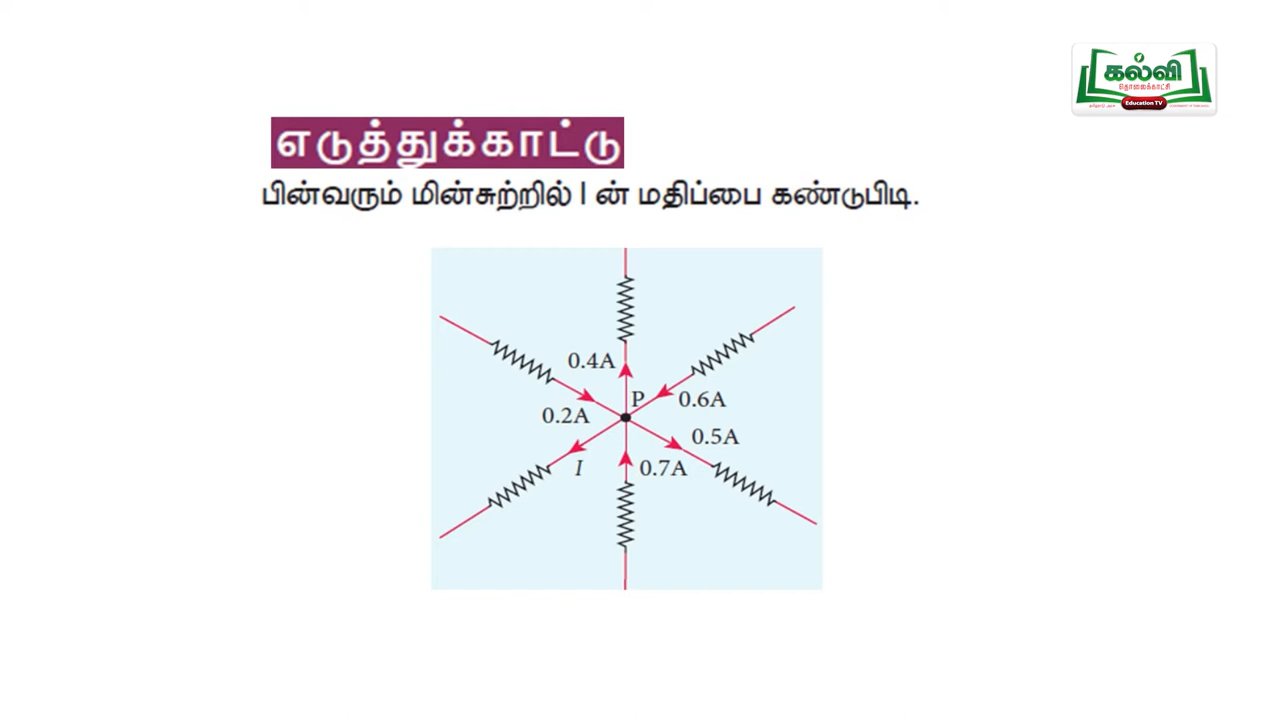 கல்வி
தொலைக்காட்சி
Education TV
எடுத்துக்காட்டு
பின்வரும் மின்சுற்றில் I ன் மதிப்பை கண்டுபிடி.
0.4A
P
0.6A
0.2A
0.5A
I
0.7A